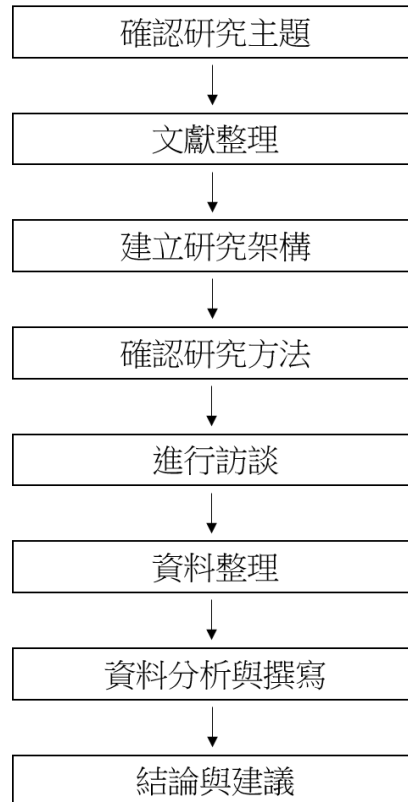 確認研究主題
文獻整理
建立研究架構
確認研究方法
進行訪談
資料整理
資料分析與撰寫
結論與建議